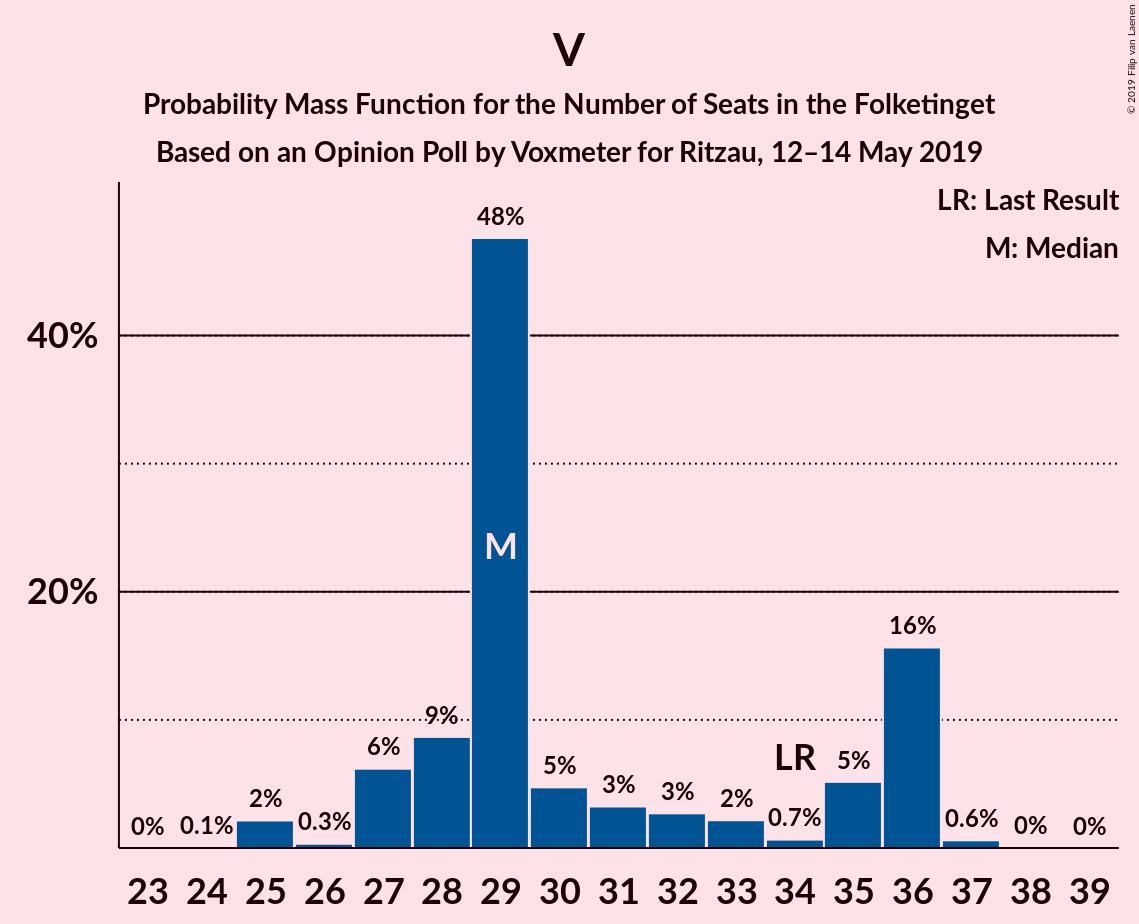 V
Probability Mass Function for the Number of Seats in the Folketinget
Based on an Opinion Poll by Voxmeter for Ritzau, 12–14 May 2019
© 2019 Filip van Laenen
LR: Last Result
M: Median
48%
40%
M
20%
16%
9%
6%
LR
5%
5%
3%
3%
2%
2%
0%
0.1%
0.3%
0.7%
0.6%
0%
0%
23 24 25 26 27 28 29 30 31 32 33 34 35 36 37 38 39